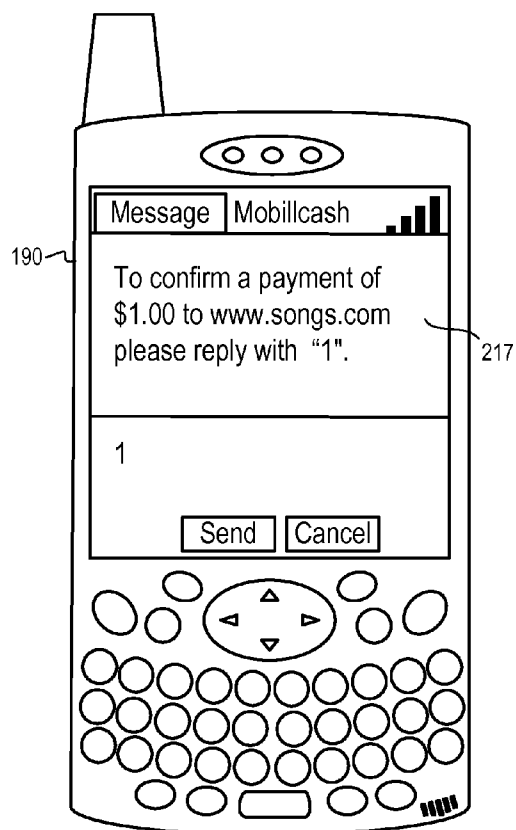 Message Mobillcash
190
To confirm a payment of
$1.00 to www.songs.com
please reply with “1".
217
1
Send Cancel